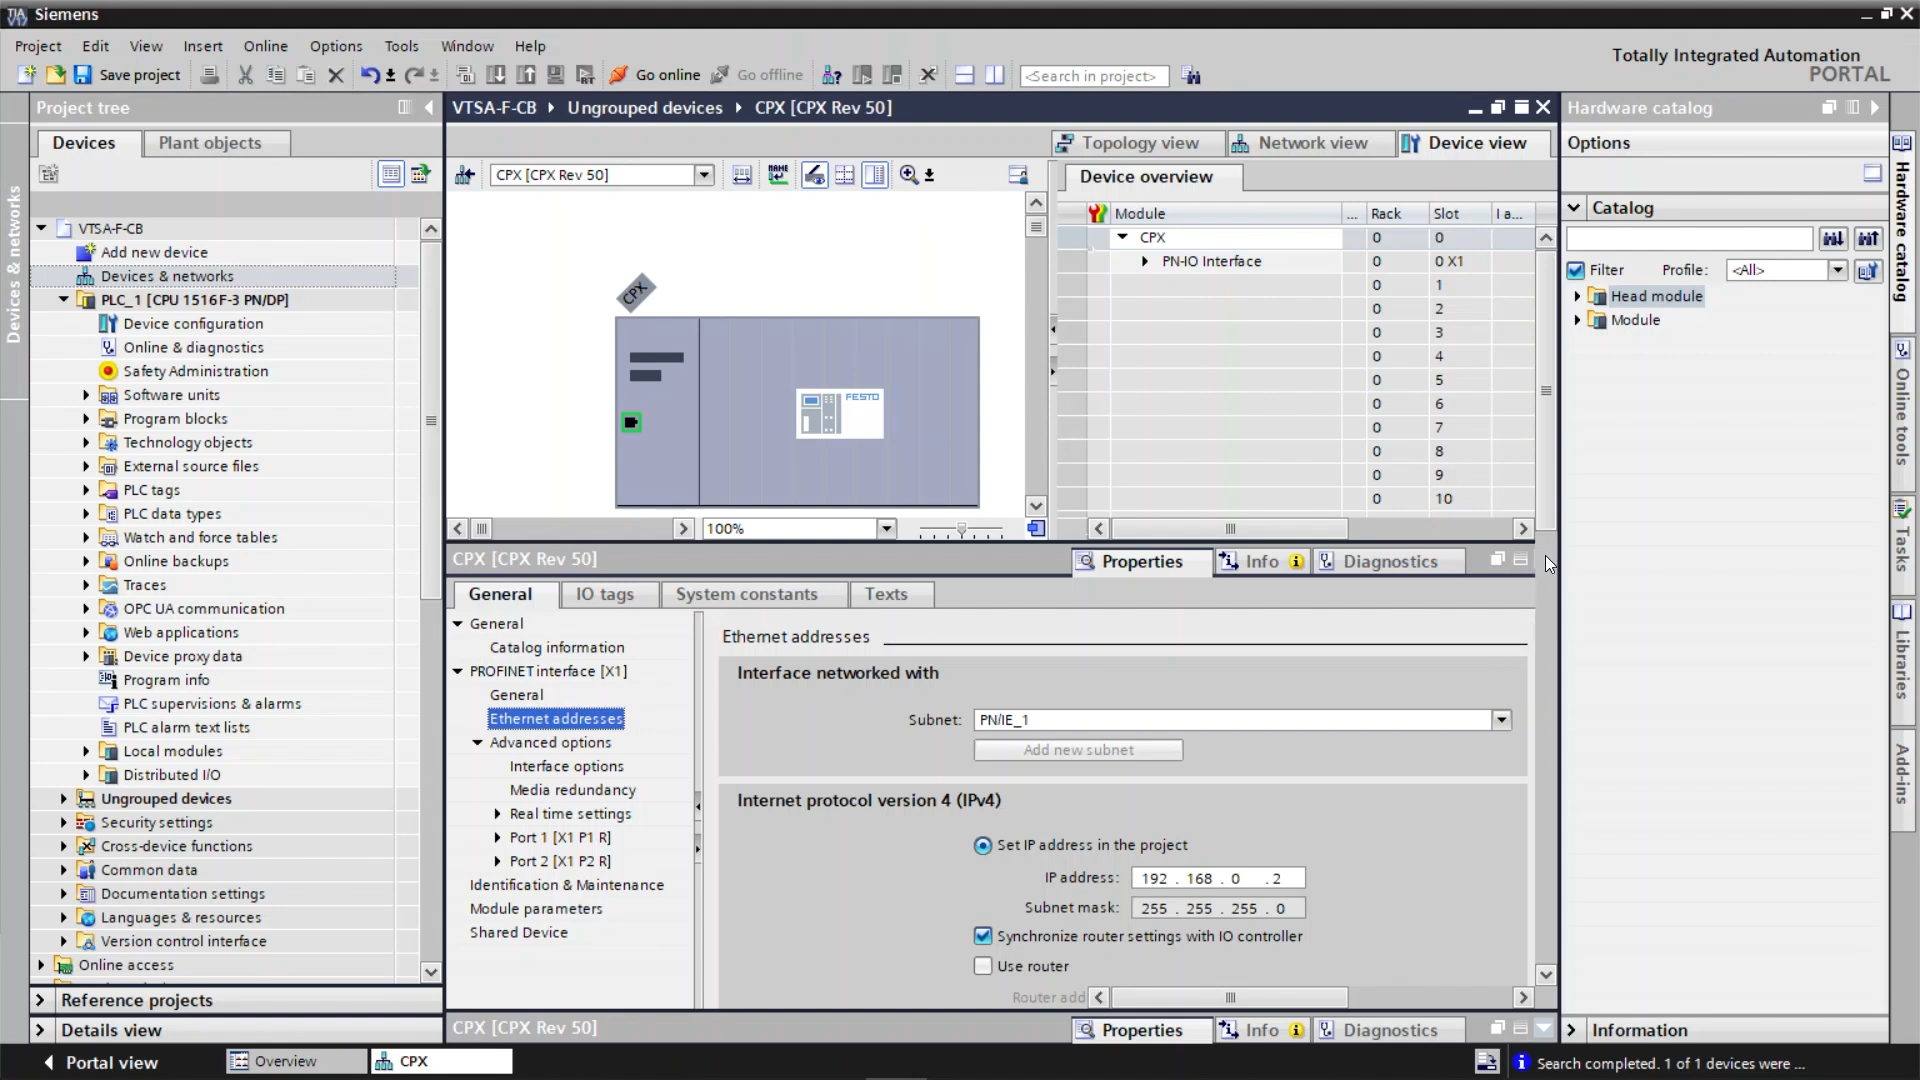 Siemens
Project Edit View Insert Online Options Tools Window Help
Totally Integrated Automation
PORTAL
Save project
Go online
Go offline
<Search in project>
Project tree
VTSA-F-CB
Ungrouped devices
CPX [CPX Rev 50]
Hardware catalog
Devices
Plant objects
Topology view
Network view
Device view
Options
CPX [CPX Rev 50]
NAME
Device overview
Module ... Rack Slot I a...
CPX 0 0
PN-IO Interface 0 0 X1
0 1
0 2
0 3
0 4
0 5
0 6
0 7
0 8
0 9
0 10
CPX
FESTO
100%
Catalog
Filter
Profile:
<All>
Head module
Module
Devices & networks
VTSA-F-CB
Add new device
Devices & networks
PLC_1 [CPU 1516F-3 PN/DP]
Device configuration
Online & diagnostics
Safety Administration
Software units
Program blocks
Technology objects
External source files
PLC tags
PLC data types
Watch and force tables
Online backups
Traces
OPC UA communication
Web applications
Device proxy data
Program info
PLC supervisions & alarms
PLC alarm text lists
Local modules
Distributed I/O
Ungrouped devices
Security settings
Cross-device functions
Common data
Documentation settings
Languages & resources
Version control interface
Online access
Reference projects
Details view
CPX [CPX Rev 50]
Properties
Info
Diagnostics
General
IO tags
System constants
Texts
General
Catalog information
PROFINET interface [X1]
General
Ethernet addresses
Advanced options
Interface options
Media redundancy
Real time settings
Port 1 [X1 P1 R]
Port 2 [X1 P2 R]
Identification & Maintenance
Module parameters
Shared Device
Ethernet addresses
Interface networked with
Subnet: PN/IE_1
Add new subnet
Internet protocol version 4 (IPv4)
Set IP address in the project
IP address: 192 . 168 . 0 . 2
Subnet mask: 255 . 255 . 255 . 0
Synchronize router settings with IO controller
Use router
Router add
CPX [CPX Rev 50]
Properties
Info
Diagnostics
Hardware catalog
Online tools
Tasks
Libraries
Add-ins
Information
Portal view
Overview
CPX
Search completed. 1 of 1 devices were ...